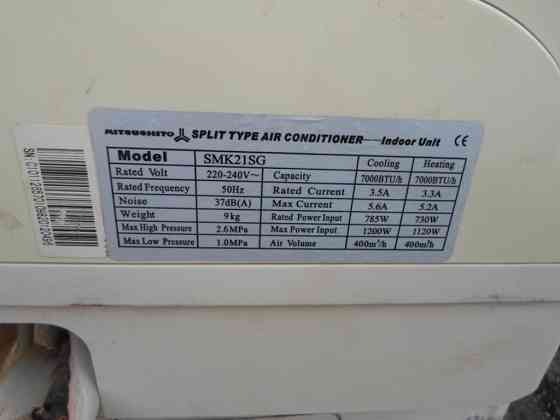 MITSUSHITO SPLIT TYPE AIR CONDITIONER Indoor Unit CE
Model SMK21SG Cooling Heating
Rated Volt 220-240V~ Capacity 7000BTU/h 7000BTU/h
Rated Frequency 50Hz Rated Current 3.5A 3.3A
Noise 37dB(A) Max Current 5.6A 5.2A
Weight 9kg Rated Power Input 785W 730W
Max High Pressure 2.6MPa Max Power Input 1200W 1120W
Max Low Pressure 1.0MPa Air Volume 400m³/h 400m³/h